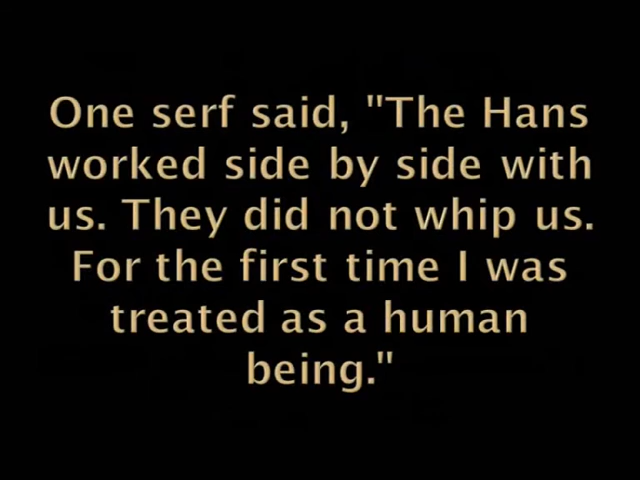 One serf said, "The Hans
worked side by side with
us. They did not whip us.
For the first time I was
treated as a human
being."